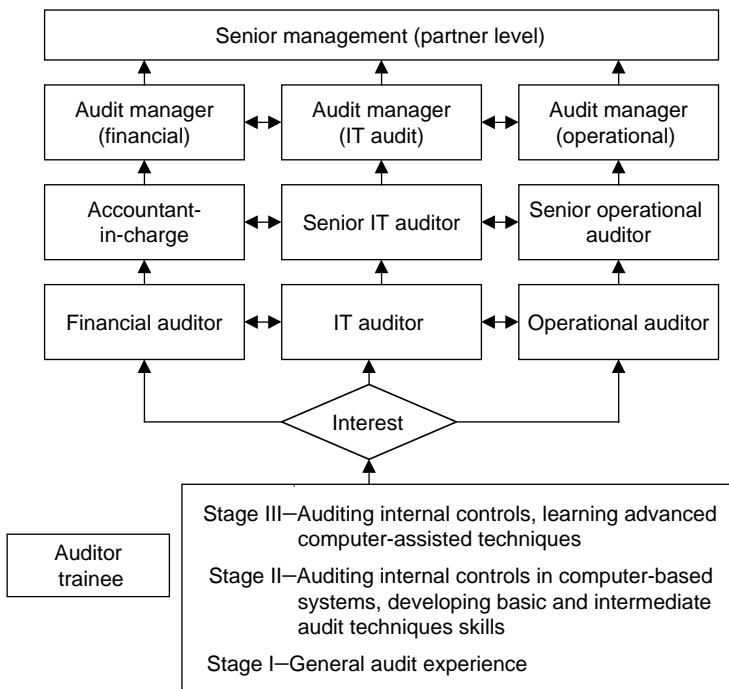 Senior management (partner level)
Audit manager
(financial)
Audit manager
(IT audit)
Audit manager
(operational)
Accountant-
in-charge
Senior IT auditor
Senior operational
auditor
Financial auditor
IT auditor
Operational auditor
Interest
Auditor
trainee
Stage III—Auditing internal controls, learning advanced
computer-assisted techniques
Stage II—Auditing internal controls in computer-based
systems, developing basic and intermediate
audit techniques skills
Stage I—General audit experience